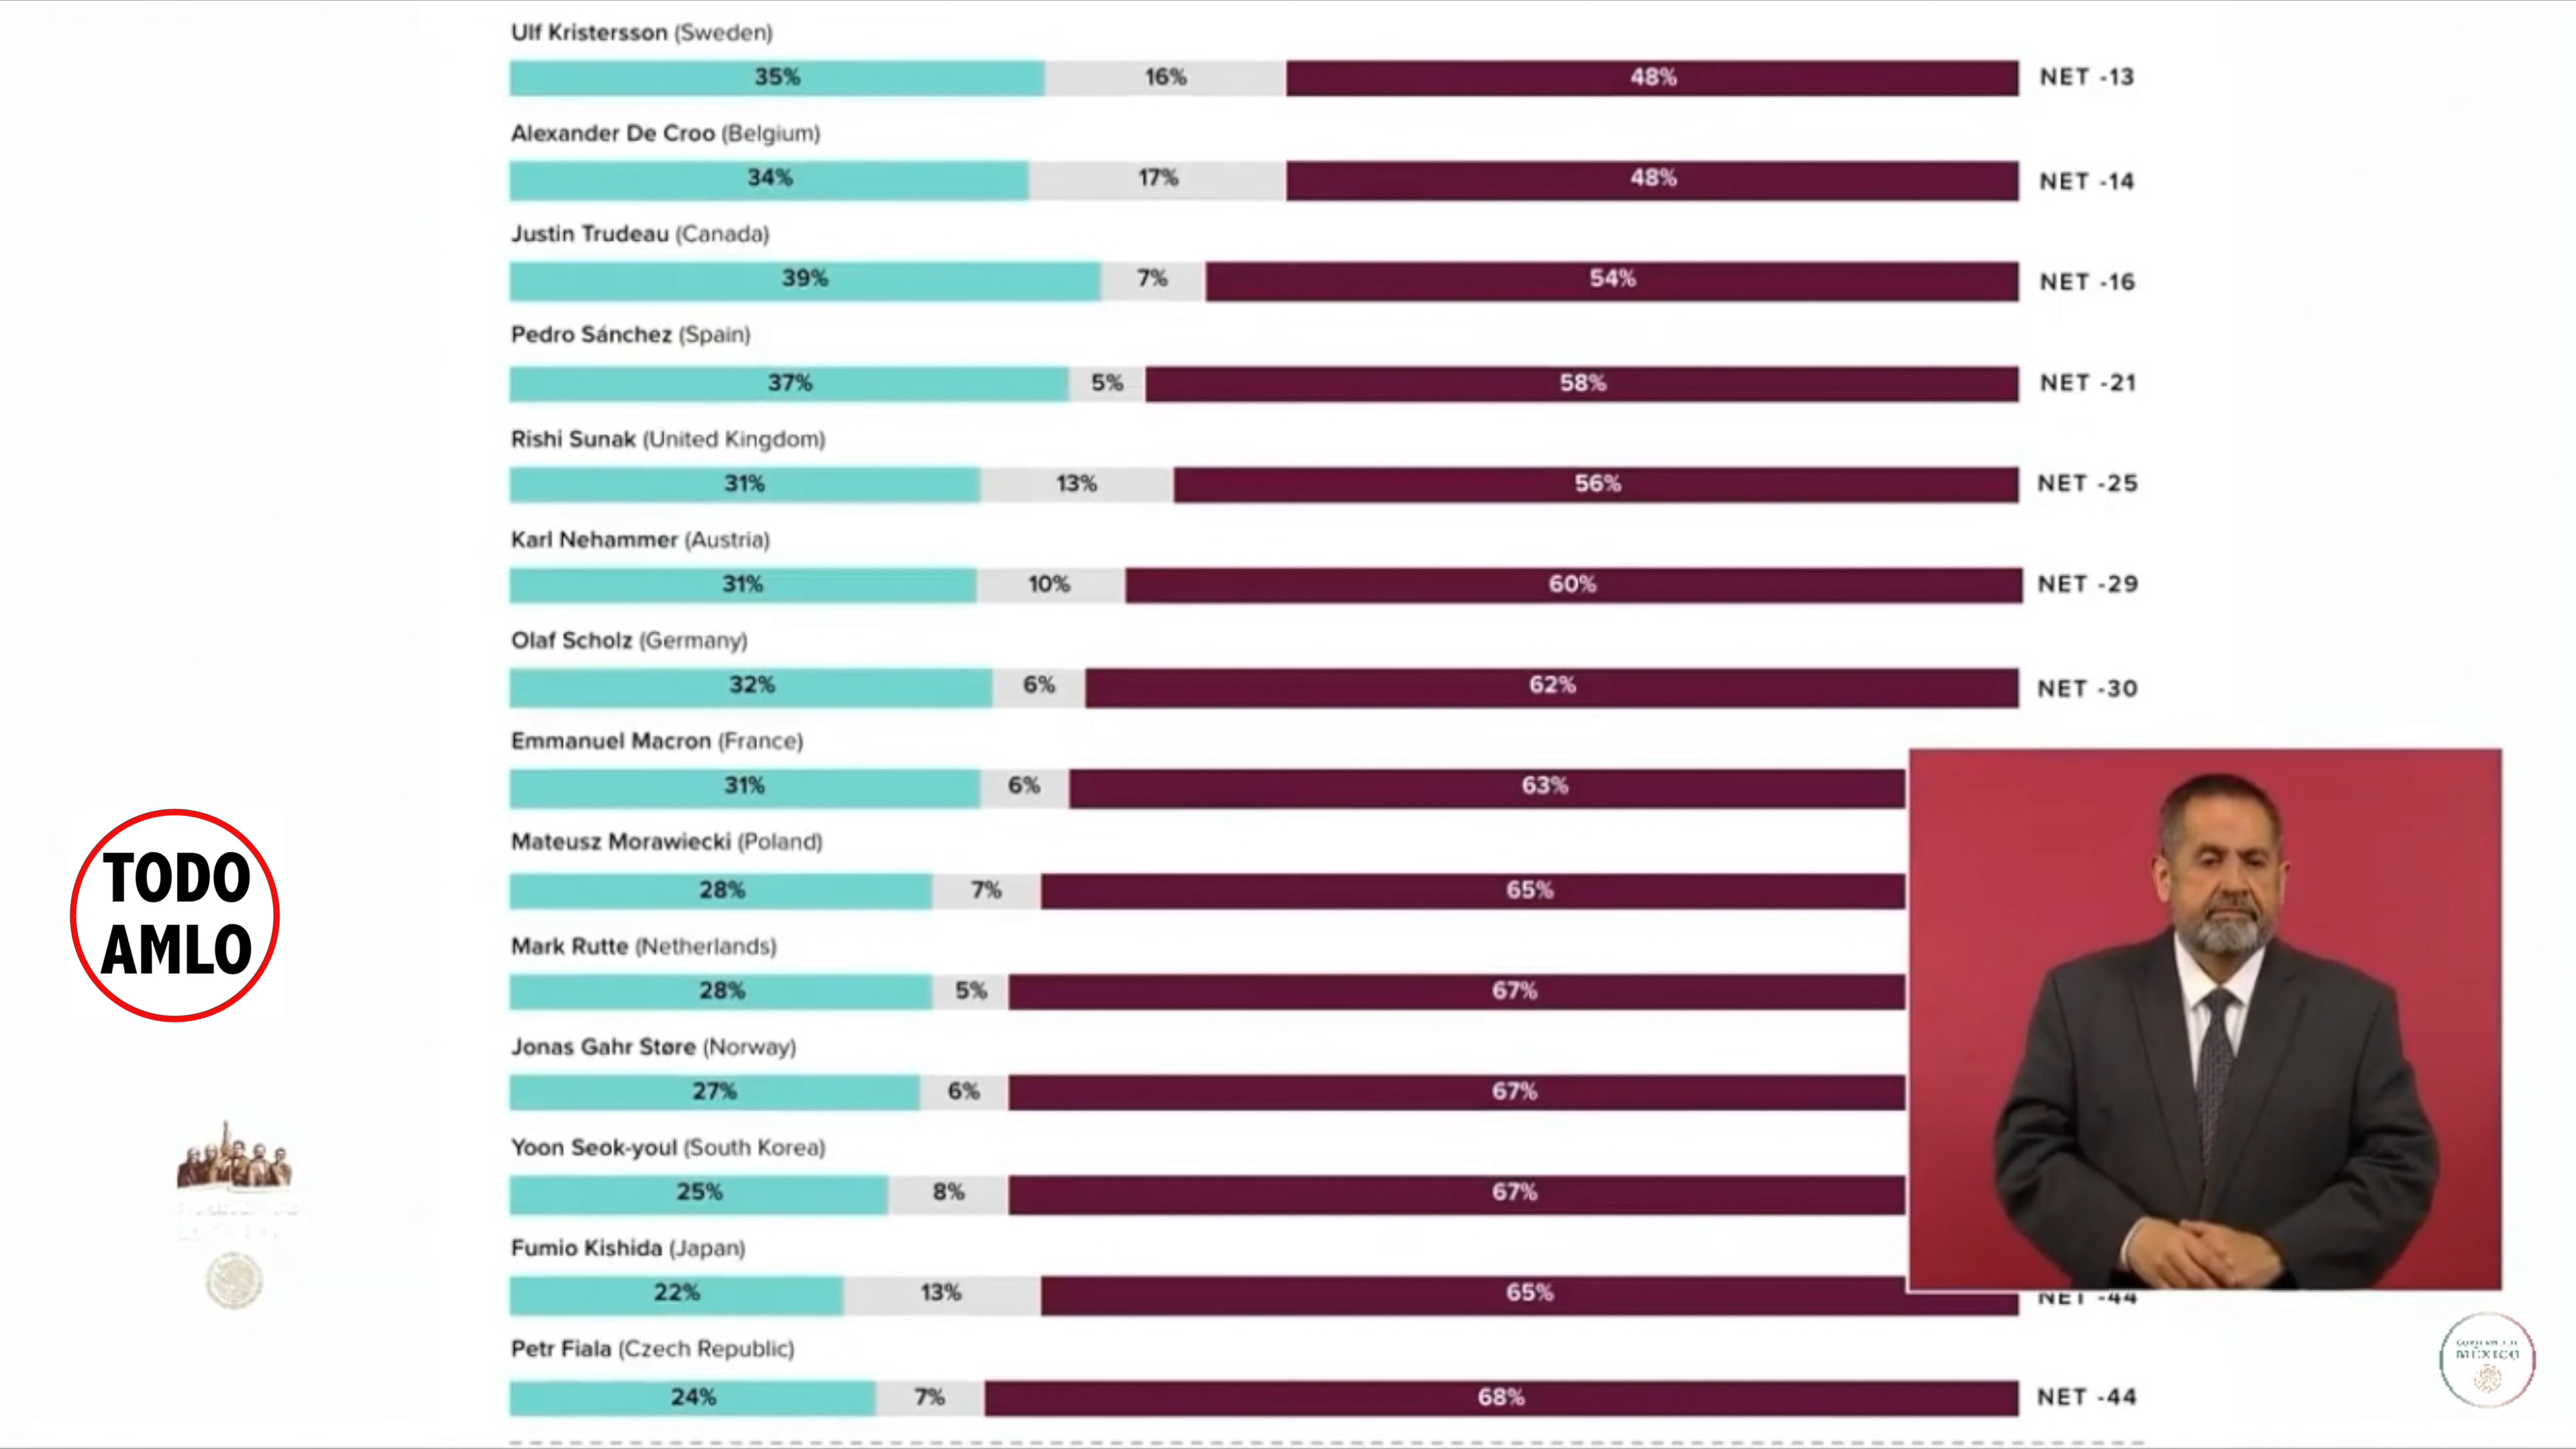 Ulf Kristersson (Sweden)
35% 16% 48% NET -13
Alexander De Croo (Belgium)
34% 17% 48% NET -14
Justin Trudeau (Canada)
39% 7% 54% NET -16
Pedro Sánchez (Spain)
37% 5% 58% NET -21
Rishi Sunak (United Kingdom)
31% 13% 56% NET -25
Karl Nehammer (Austria)
31% 10% 60% NET -29
Olaf Scholz (Germany)
32% 6% 62% NET -30
Emmanuel Macron (France)
31% 6% 63%
Mateusz Morawiecki (Poland)
28% 7% 65%
TODO
AMLO
Mark Rutte (Netherlands)
28% 5% 67%
Jonas Gahr Støre (Norway)
27% 6% 67%
Yoon Seok-youl (South Korea)
25% 8% 67%
Fumio Kishida (Japan)
22% 13% 65% NET -44
Petr Fiala (Czech Republic)
24% 7% 68% NET -44
MÉXICO